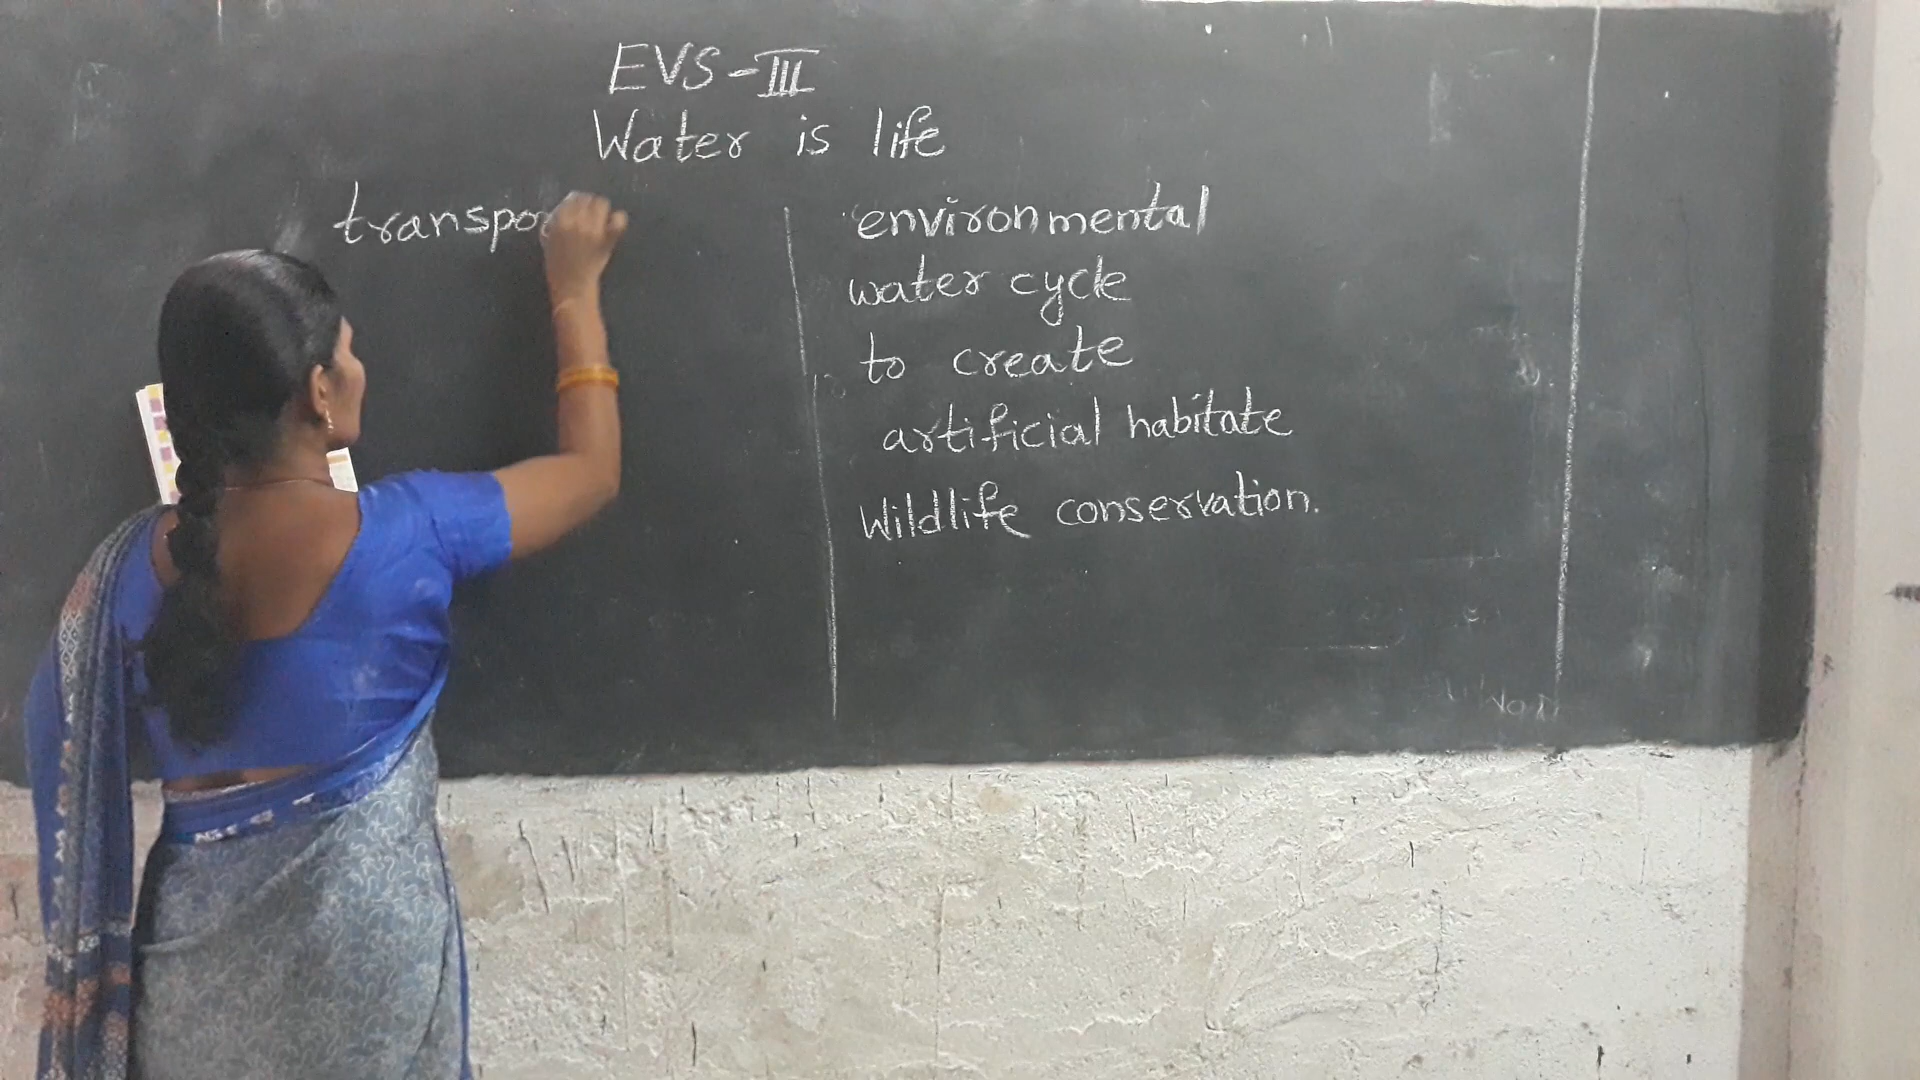 EVS-III
Water is life
transpo
environmental
water cycle
to create
artificial habitate
Wildlife conservation.